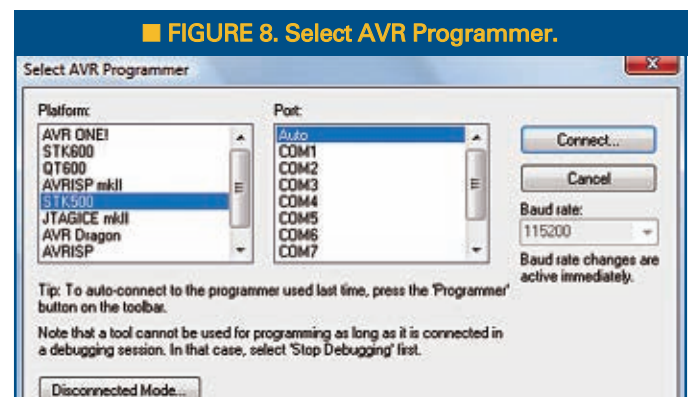 ■ FIGURE 8. Select AVR Programmer.
Select AVR Programmer
Platform:
AVR ONE!
STK600
QT600
AVRISP mkII
STK500
JTAGICE mkII
AVR Dragon
AVRISP
Port:
Auto
COM1
COM2
COM3
COM4
COM5
COM6
COM7
Connect...
Cancel
Baud rate:
115200
Baud rate changes are
active immediately.
Tip: To auto-connect to the programmer used last time, press the 'Programmer'
button on the toolbar.
Note that a tool cannot be used for programming as long as it is connected in
a debugging session. In that case, select 'Stop Debugging' first.
Disconnected Mode...